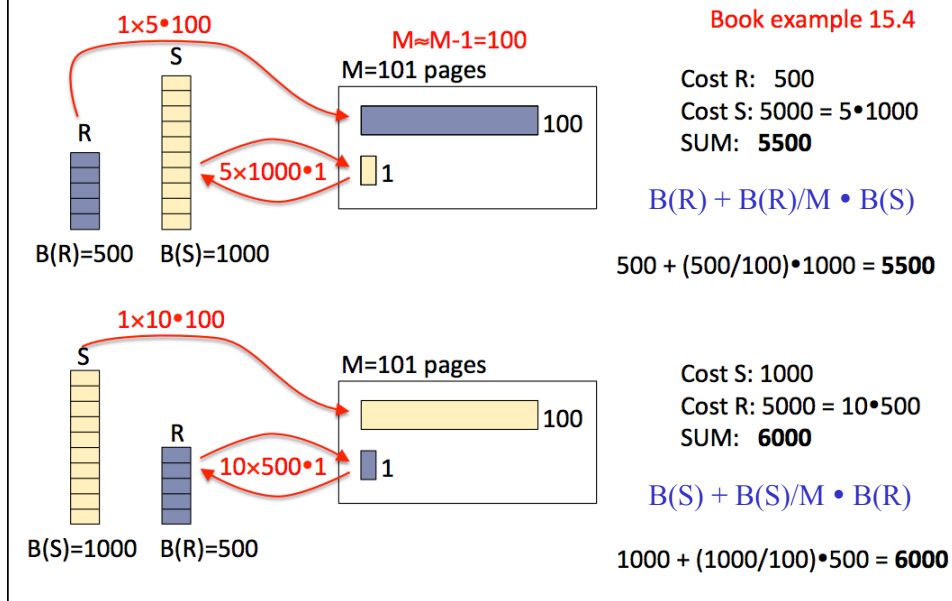 1×5•100
Book example 15.4
M≈M-1=100
S
M=101 pages
Cost R: 500
100
Cost S: 5000 = 5•1000
R
SUM: 5500
5×1000•1
1
B(R) + B(R)/M • B(S)
B(R)=500
B(S)=1000
500 + (500/100)•1000 = 5500
1×10•100
S
M=101 pages
Cost S: 1000
Cost R: 5000 = 10•500
100
R
SUM: 6000
10×500•1
1
B(S) + B(S)/M • B(R)
B(S)=1000
B(R)=500
1000 + (1000/100)•500 = 6000